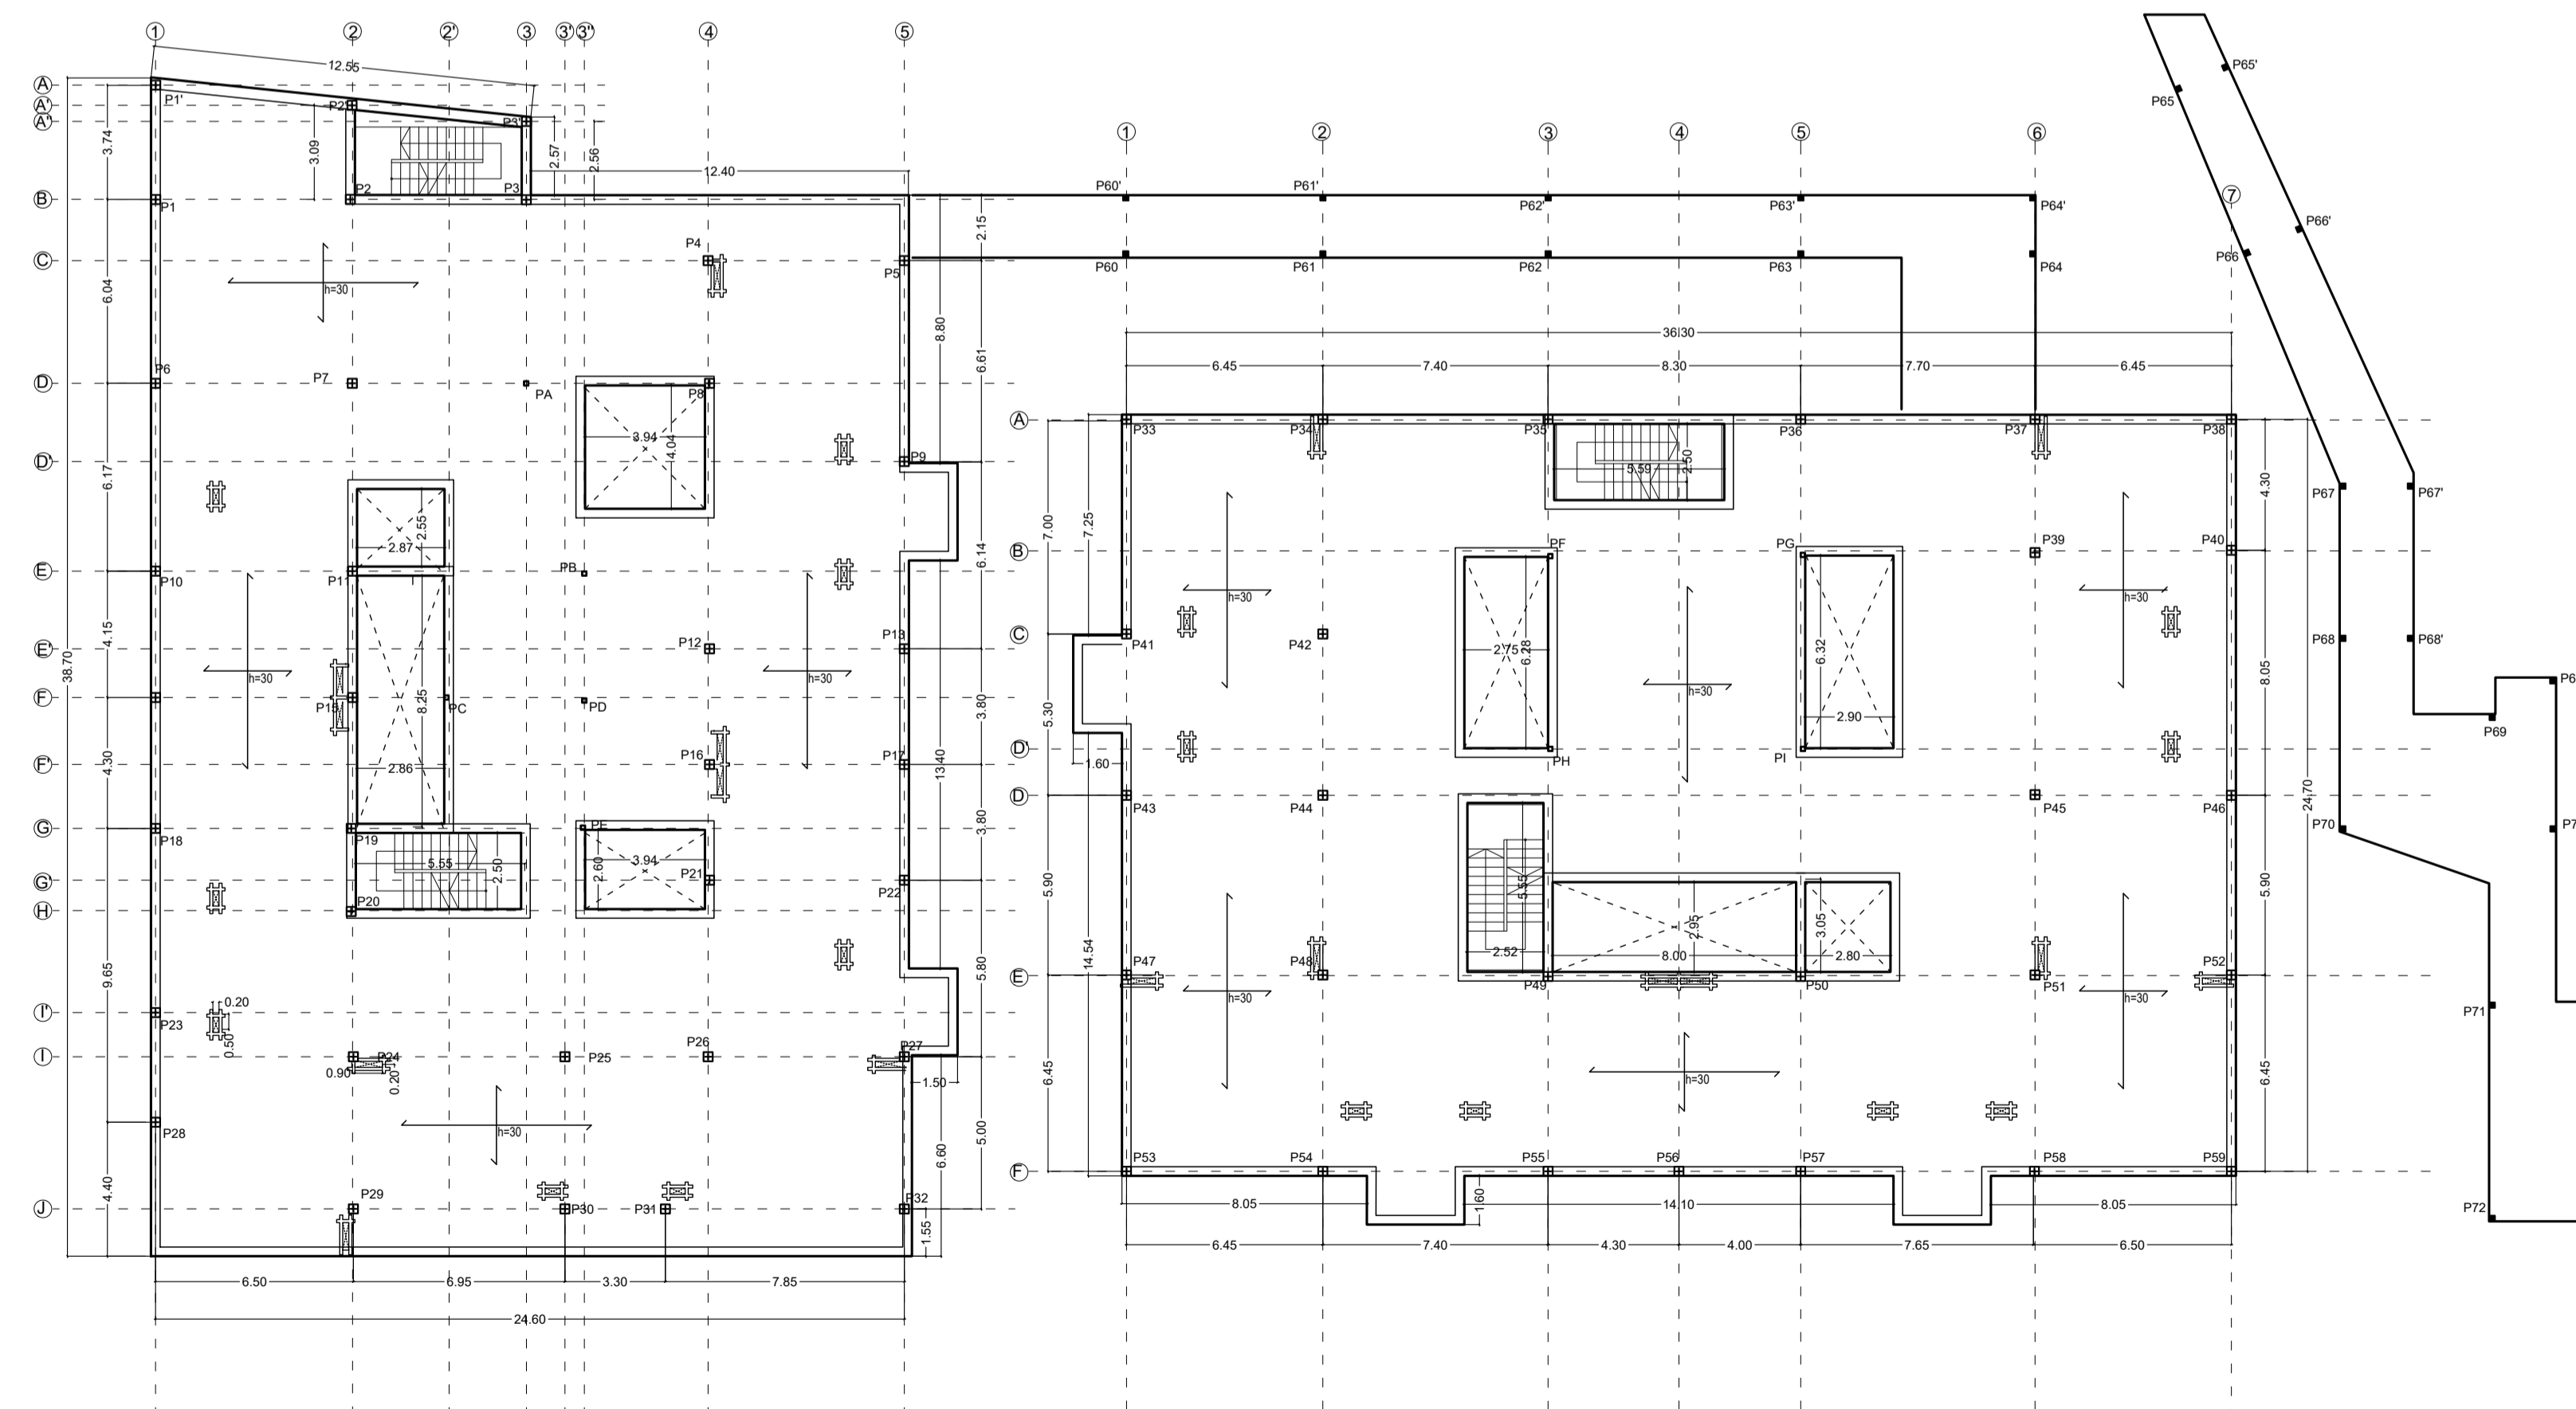 1 2 2' 3 3' 3" 4 5
12.55
A
A'
A"
P1'
P2'
P3'
3.74
3.09
2.57
2.56
12.40
B
P1
P2
P3
2.15
C
P4
P5
h=30
6.04
8.80
6.61
D
P6
P7
PA
P8
3.94
4.04
D'
P9
6.17
2.55
2.87
6.14
E
P10
P11
PB
E'
P12
P13
4.15
38.70
h=30
h=30
F
P15
PC
PD
8.25
3.80
F'
P16
P17
4.30
2.86
13.40
G
P18
P19
PE
3.80
5.55
2.50
2.60
3.94
G'
P21
P22
H
P20
9.65
5.80
I'
P23
0.20
0.50
I
P24
P25
P26
P27
0.90
0.20
1.50
P28
h=30
5.00
6.60
4.40
J
P29
P30
P31
P32
1.55
6.50 6.95 3.30 7.85
24.60
1 2 3 4 5 6 7
P60' P61' P62' P63' P64'
P60 P61 P62 P63 P64
P65'
P65
P66'
P66
36.30
6.45 7.40 8.30 7.70 6.45
A
P33 P34 P35 P36 P37 P38
5.59
2.50
4.30
7.00
7.25
P67 P67'
B
PF
PG
P39
P40
h=30
h=30
C
P41
P42
2.75
6.28
6.32
P68 P68'
8.05
h=30
5.30
2.90
P69
D'
PH
PI
1.60
24.70
D
P43
P44
P45
P46
P70
5.90
5.55
2.95
3.05
5.90
14.54
2.52
8.00
2.80
E
P47
P48
P49
P50
P51
P52
h=30
h=30
P71
6.45
h=30
6.45
F
P53 P54 P55 P56 P57 P58 P59
8.05
1.60
14.10
8.05
P72
6.45 7.40 4.30 4.00 7.65 6.50